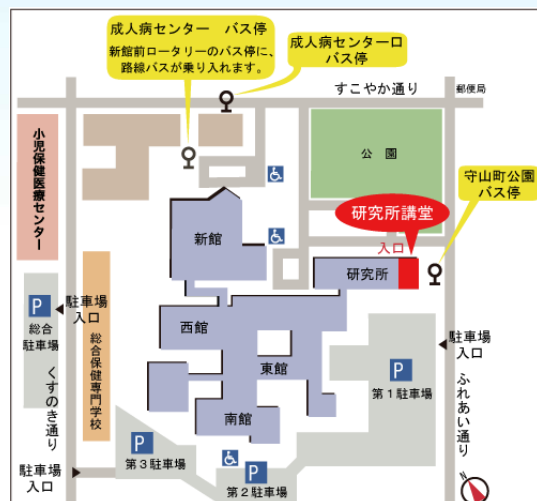 成人病センター バス停
新館前ロータリーのバス停に、
路線バスが乗り入れます。
成人病センター口
バス停
すこやか通り
郵便局
小児保健医療センター
公園
守山町公園
バス停
研究所講堂
入口
新館
研究所
P
駐車場
入口
総合
駐車場
総合保健専門学校
西館
東館
駐車場
入口
P
第1駐車場
くすのき通り
ふれあい通り
南館
P
第3駐車場
駐車場
入口
P
第2駐車場
N